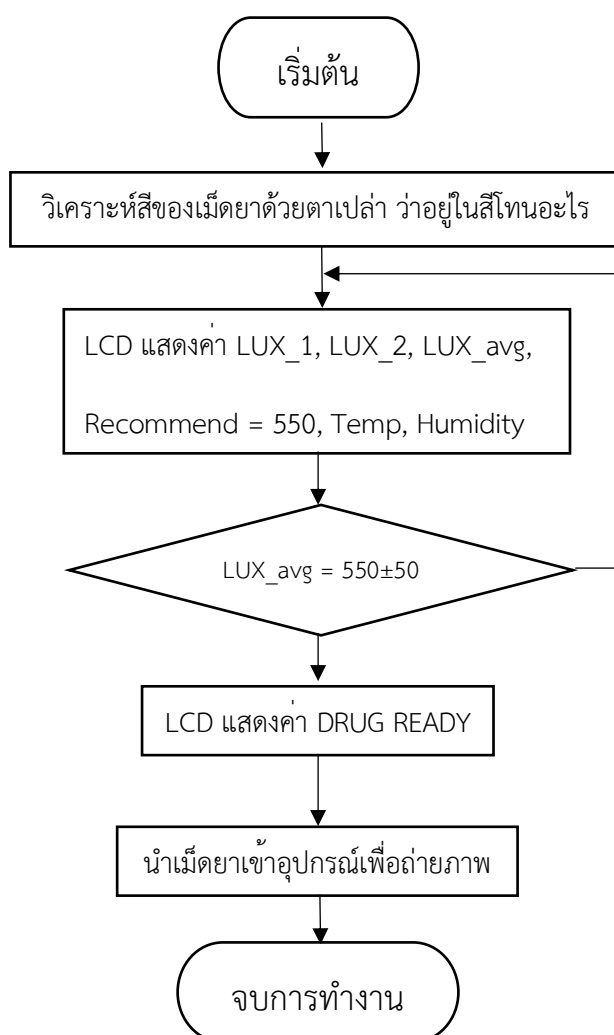 เริ่มต้น
วิเคราะห์สีของเม็ดยาด้วยตาเปล่า ว่าอยู่ในสีโทนอะไร
LCD แสดงค่า LUX_1, LUX_2, LUX_avg,
Recommend = 550, Temp, Humidity
LUX_avg = 550±50
LCD แสดงค่า DRUG READY
นำเม็ดยาเข้าอุปกรณ์เพื่อถ่ายภาพ
จบการทำงาน